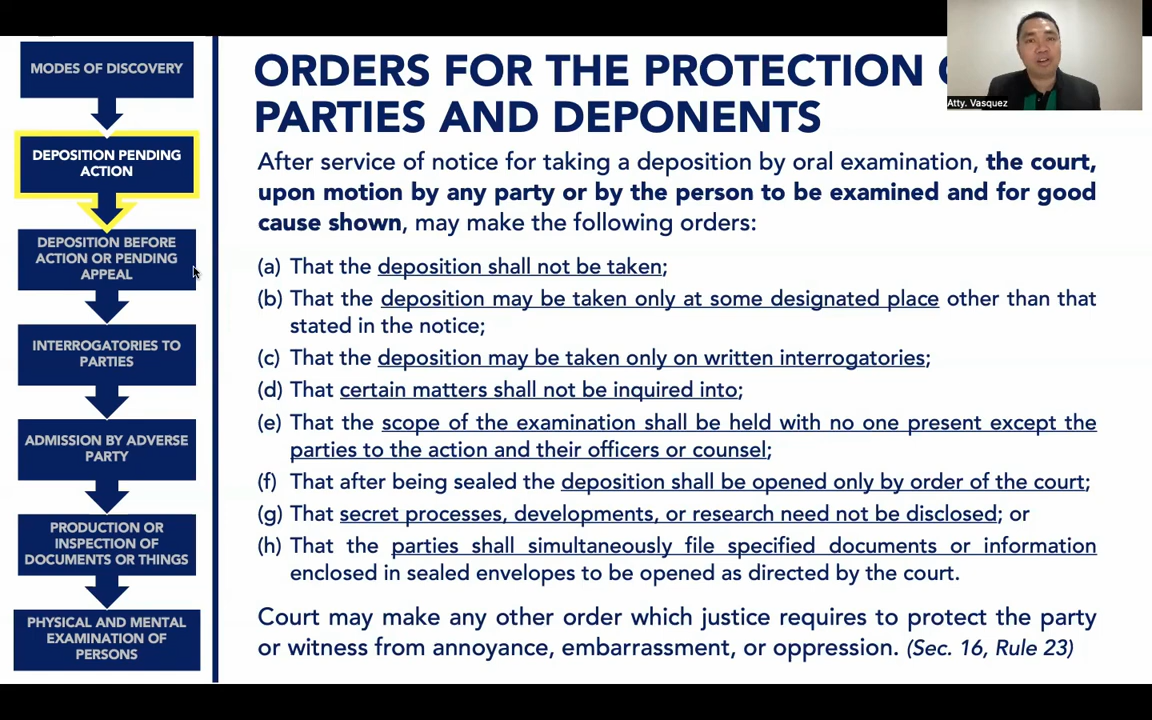 MODES OF DISCOVERY
DEPOSITION PENDING
ACTION
DEPOSITION BEFORE
ACTION OR PENDING
APPEAL
INTERROGATORIES TO
PARTIES
ADMISSION BY ADVERSE
PARTY
PRODUCTION OR
INSPECTION OF
DOCUMENTS OR THINGS
PHYSICAL AND MENTAL
EXAMINATION OF
PERSONS
ORDERS FOR THE PROTECTION
PARTIES AND DEPONENTS
Atty. Vasquez
After service of notice for taking a deposition by oral examination, the court,
upon motion by any party or by the person to be examined and for good
cause shown, may make the following orders:
(a) That the deposition shall not be taken;
(b) That the deposition may be taken only at some designated place other than that
stated in the notice;
(c) That the deposition may be taken only on written interrogatories;
(d) That certain matters shall not be inquired into;
(e) That the scope of the examination shall be held with no one present except the
parties to the action and their officers or counsel;
(f) That after being sealed the deposition shall be opened only by order of the court;
(g) That secret processes, developments, or research need not be disclosed; or
(h) That the parties shall simultaneously file specified documents or information
enclosed in sealed envelopes to be opened as directed by the court.
Court may make any other order which justice requires to protect the party
or witness from annoyance, embarrassment, or oppression. (Sec. 16, Rule 23)